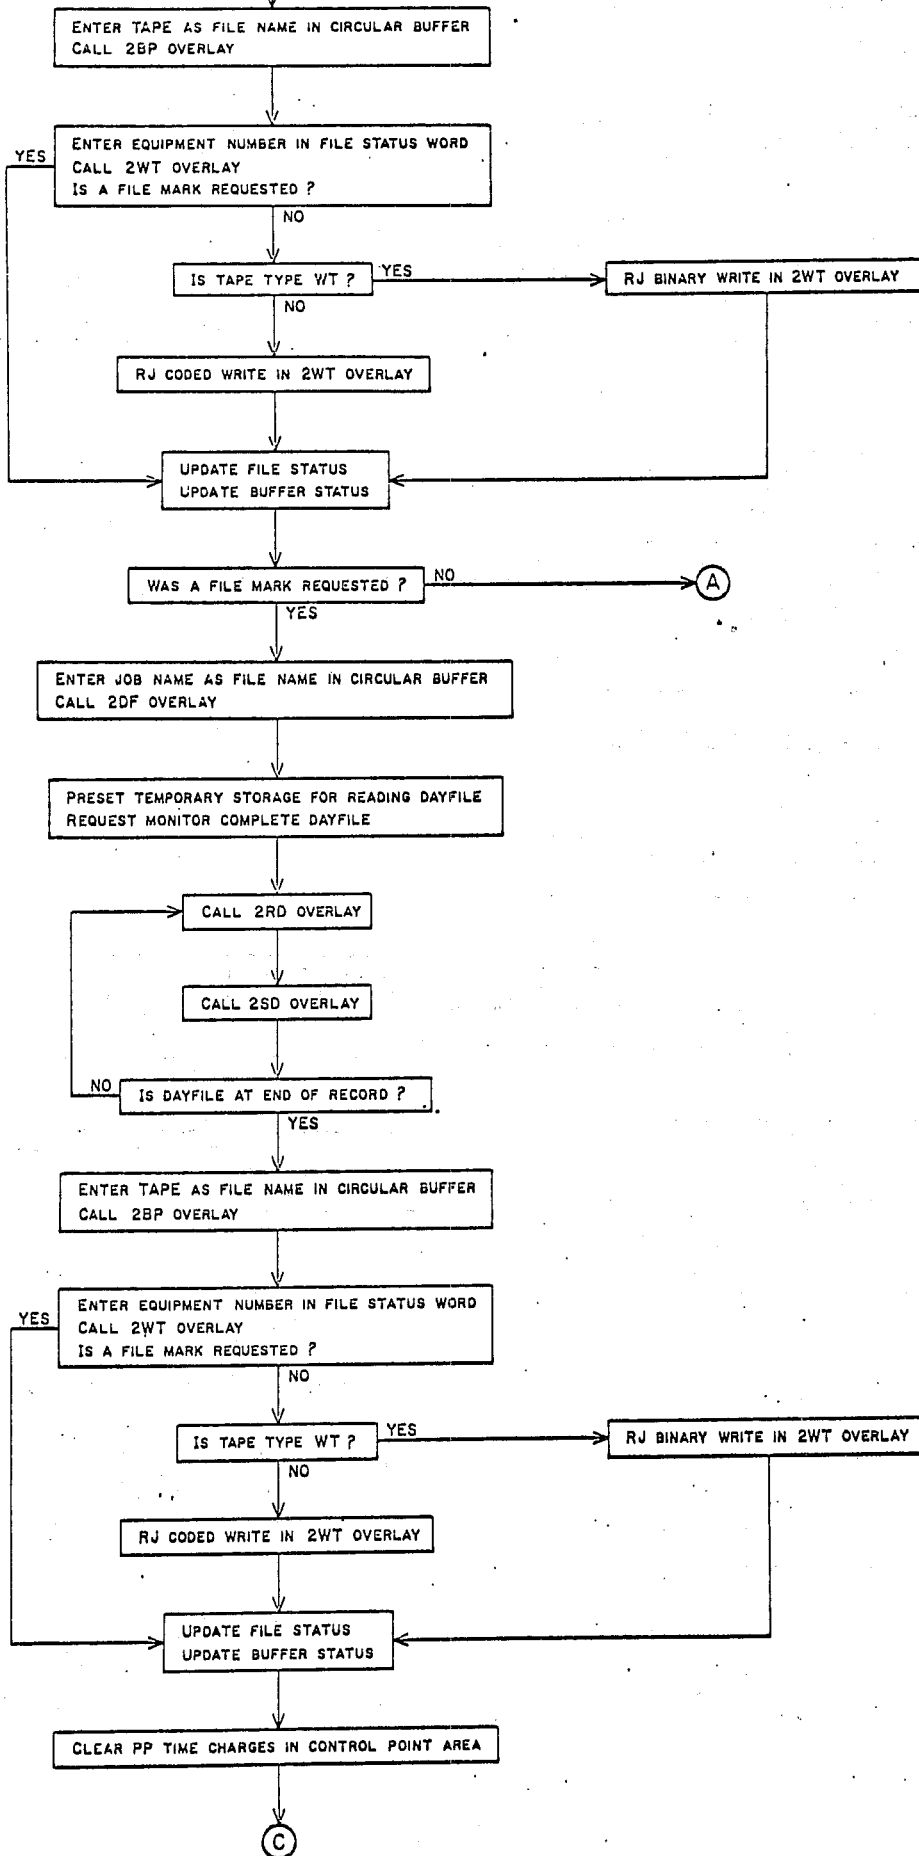 ENTER TAPE AS FILE NAME IN CIRCULAR BUFFER
CALL 2BP OVERLAY
ENTER EQUIPMENT NUMBER IN FILE STATUS WORD
CALL 2WT OVERLAY
IS A FILE MARK REQUESTED ?
YES
NO
IS TAPE TYPE WT ?
YES
RJ BINARY WRITE IN 2WT OVERLAY
NO
RJ CODED WRITE IN 2WT OVERLAY
UPDATE FILE STATUS
UPDATE BUFFER STATUS
WAS A FILE MARK REQUESTED ?
NO
A
YES
ENTER JOB NAME AS FILE NAME IN CIRCULAR BUFFER
CALL 2DF OVERLAY
PRESET TEMPORARY STORAGE FOR READING DAYFILE
REQUEST MONITOR COMPLETE DAYFILE
CALL 2RD OVERLAY
CALL 2SD OVERLAY
NO
IS DAYFILE AT END OF RECORD ?
YES
ENTER TAPE AS FILE NAME IN CIRCULAR BUFFER
CALL 2BP OVERLAY
ENTER EQUIPMENT NUMBER IN FILE STATUS WORD
YES
CALL 2WT OVERLAY
IS A FILE MARK REQUESTED ?
NO
IS TAPE TYPE WT ?
YES
RJ BINARY WRITE IN 2WT OVERLAY
NO
RJ CODED WRITE IN 2WT OVERLAY
UPDATE FILE STATUS
UPDATE BUFFER STATUS
CLEAR PP TIME CHARGES IN CONTROL POINT AREA
C